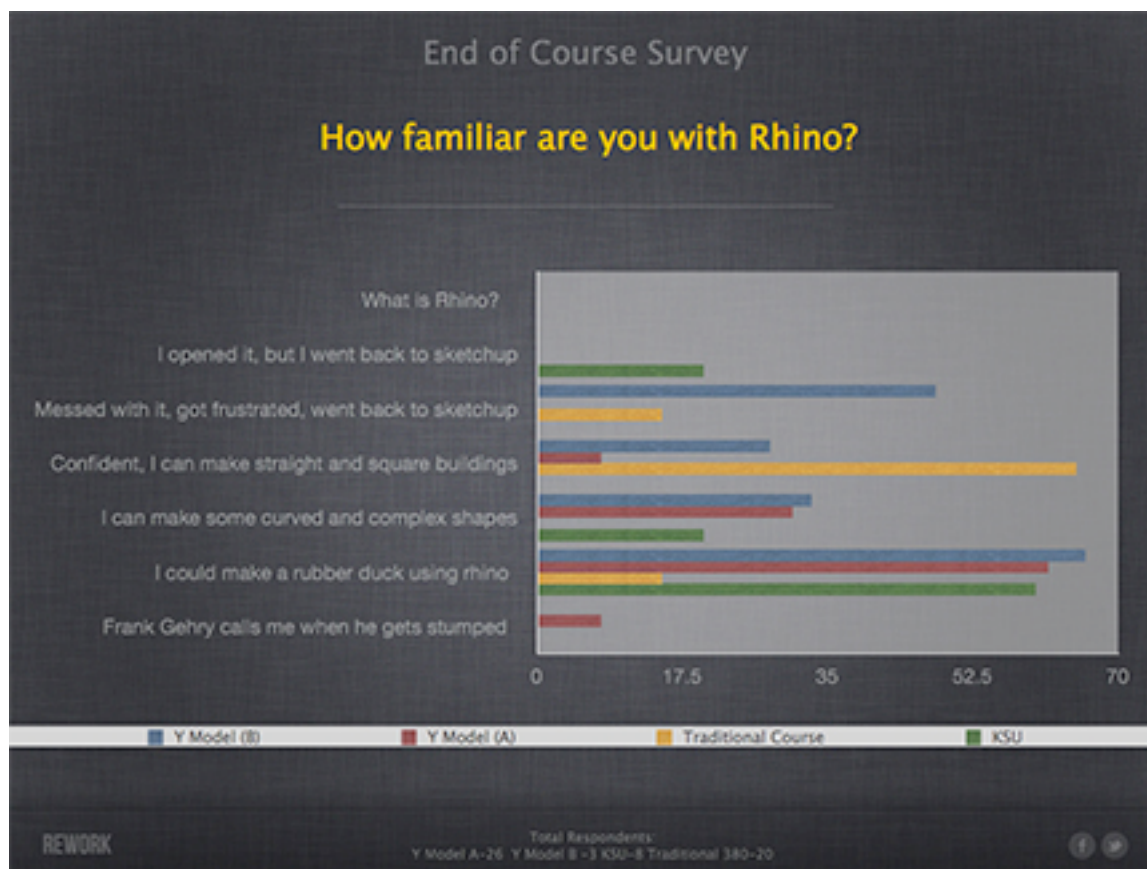 End of Course Survey
How familiar are you with Rhino?
What is Rhino?
I opened it, but I went back to sketchup
Messed with it, got frustrated, went back to sketchup
Confident, I can make straight and square buildings
I can make some curved and complex shapes
I could make a rubber duck using rhino
Frank Gehry calls me when he gets stumped
0 17.5 35 52.5 70
Y Model (B) Y Model (A) Traditional Course KSU
Total Respondents:
REWORK Y Model A-26 Y Model B -3 KSU-8 Traditional 380-20